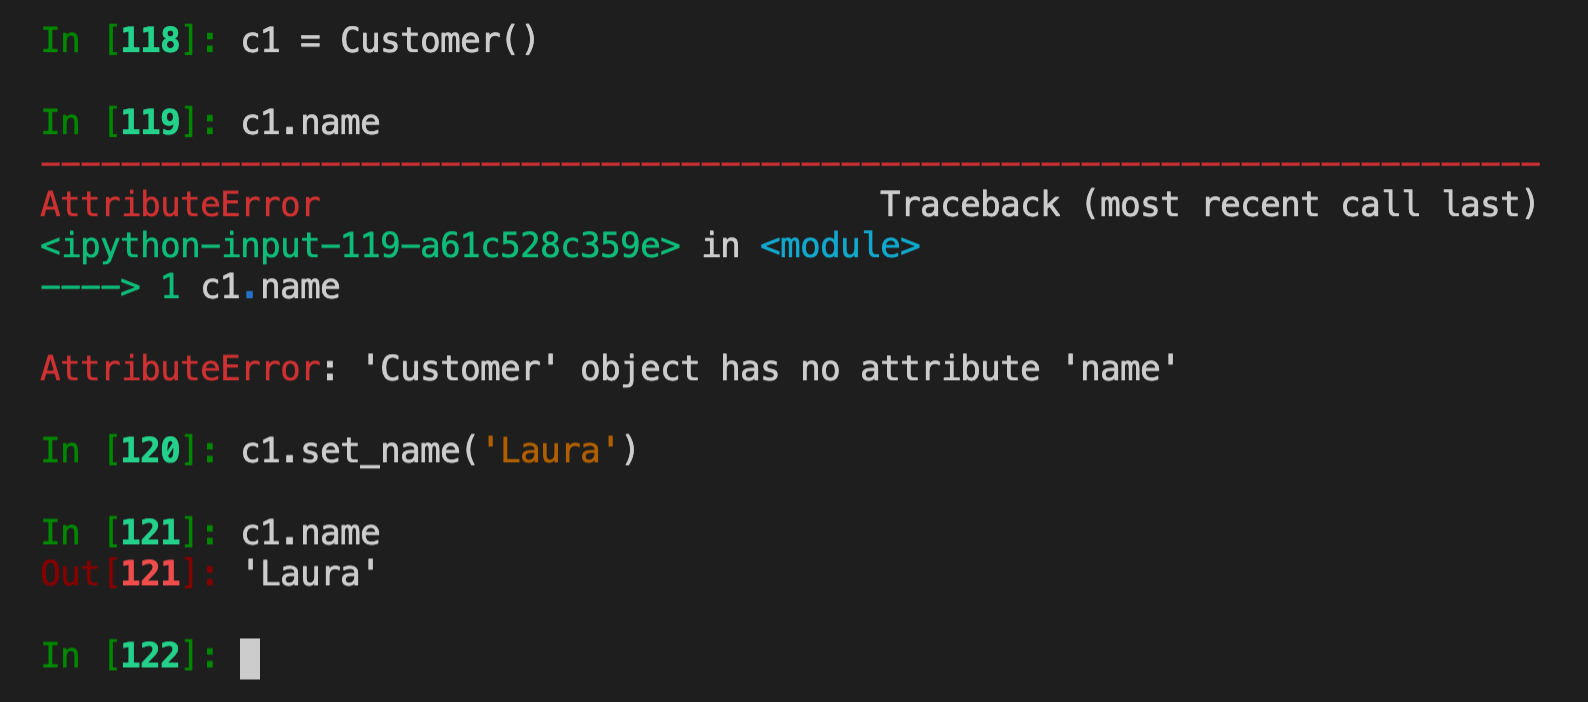 In [118]: c1 = Customer()
In [119]: c1.name
---------------------------------------------------------------------------
AttributeError                            Traceback (most recent call last)
<ipython-input-119-a61c528c359e> in <module>
----> 1 c1.name
AttributeError: 'Customer' object has no attribute 'name'
In [120]: c1.set_name('Laura')
In [121]: c1.name
Out[121]: 'Laura'
In [122]: